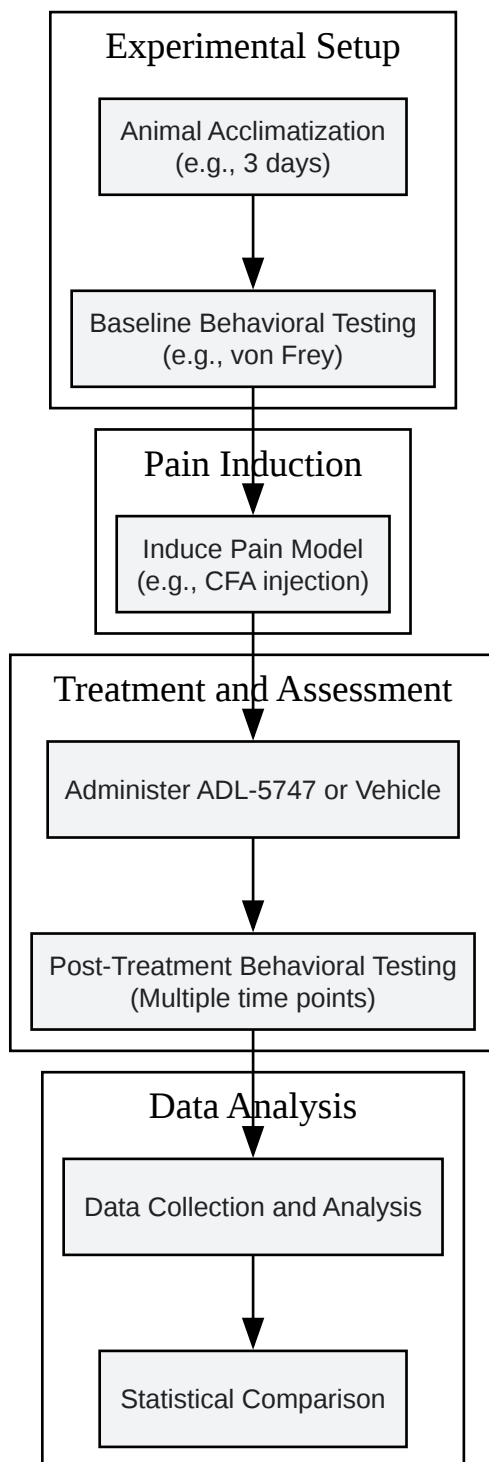 Experimental Setup
Animal Acclimatization
(e.g., 3 days)
Baseline Behavioral Testing
(e.g., von Frey)
Pain Induction
Induce Pain Model
(e.g., CFA injection)
Treatment and Assessment
Administer ADL-5747 or Vehicle
Post-Treatment Behavioral Testing
(Multiple time points)
Data Analysis
Data Collection and Analysis
Statistical Comparison